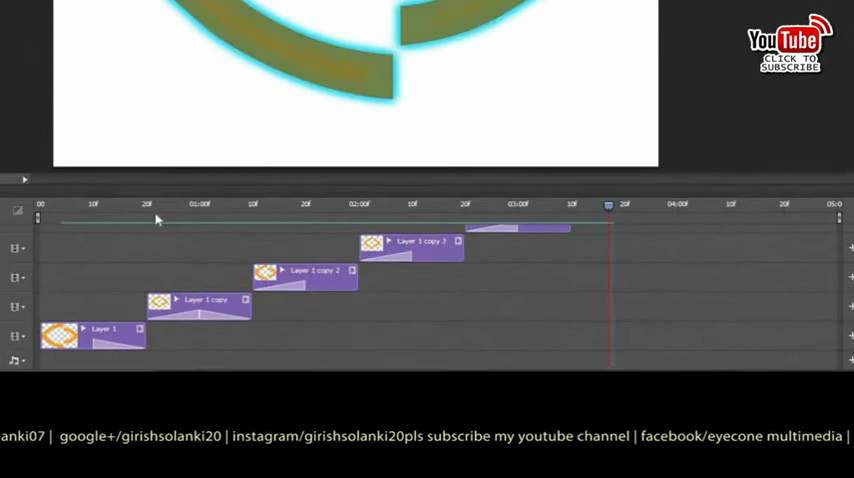 YouTube
CLICK TO
SUBSCRIBE
00 10f 20f 01:00f 10f 20f 02:00f 10f 20f 03:00f 10f 20f 04:00f 10f 20f 05:0
Layer 1 copy 3
Layer 1 copy 2
Layer 1 copy
Layer 1
anki07 | google+/girishsolanki20 | instagram/girishsolanki20pls subscribe my youtube channel | facebook/eyecone multimedia |